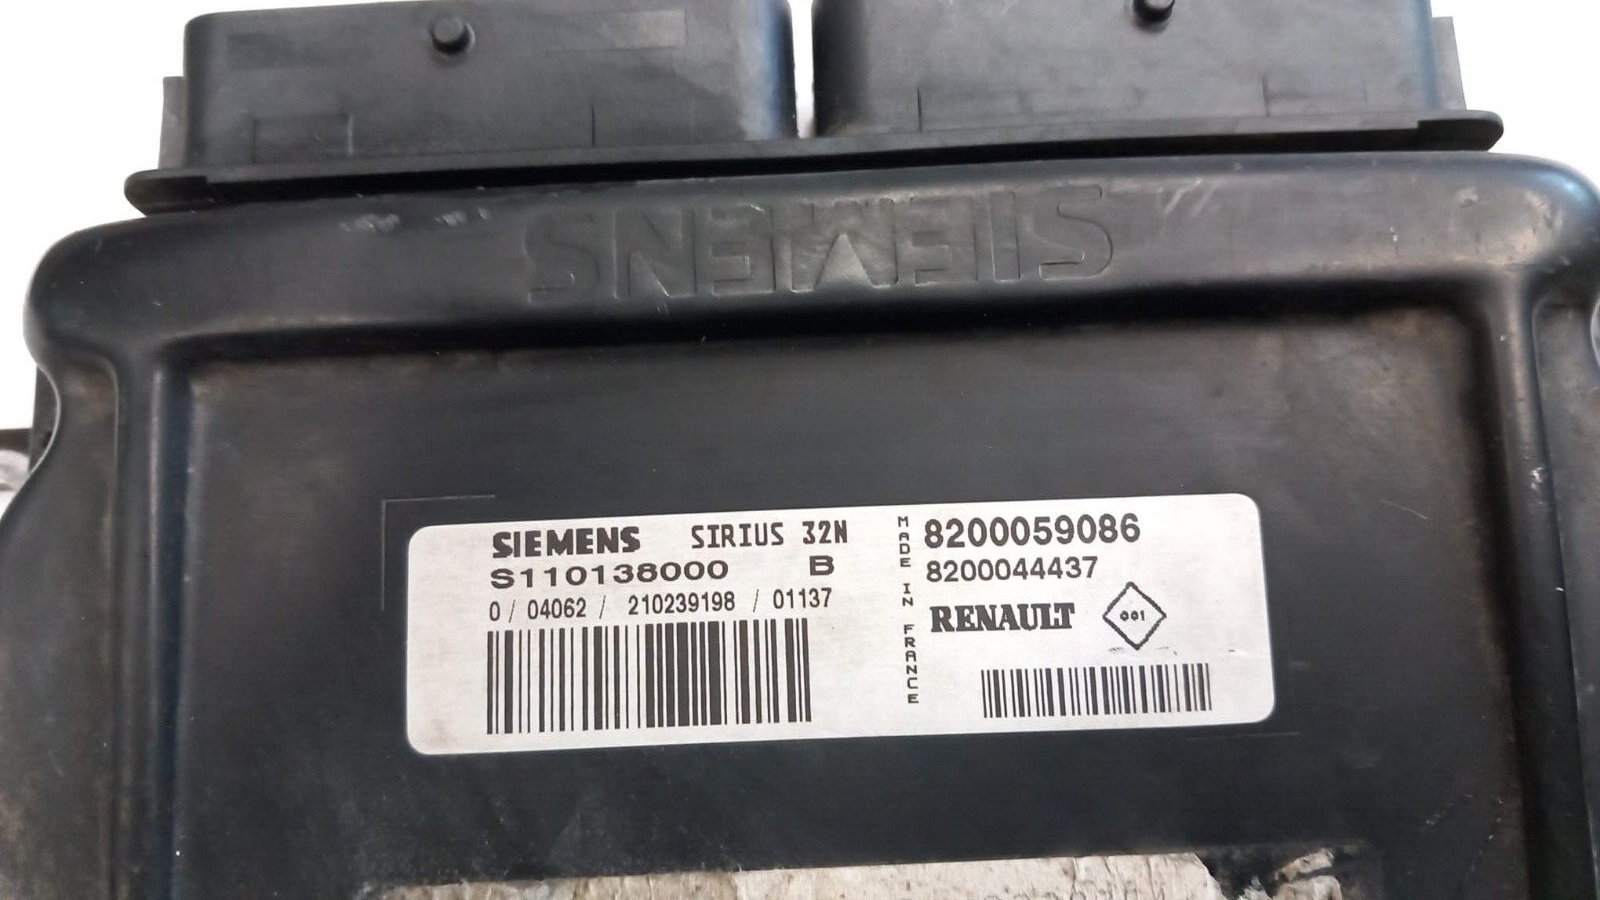 SIEMENS
SIEMENS SIRIUS 32N
S110138000 B
0 / 04062 / 210239198 / 01137
MADE IN FRANCE
8200059086
8200044437
RENAULT 001